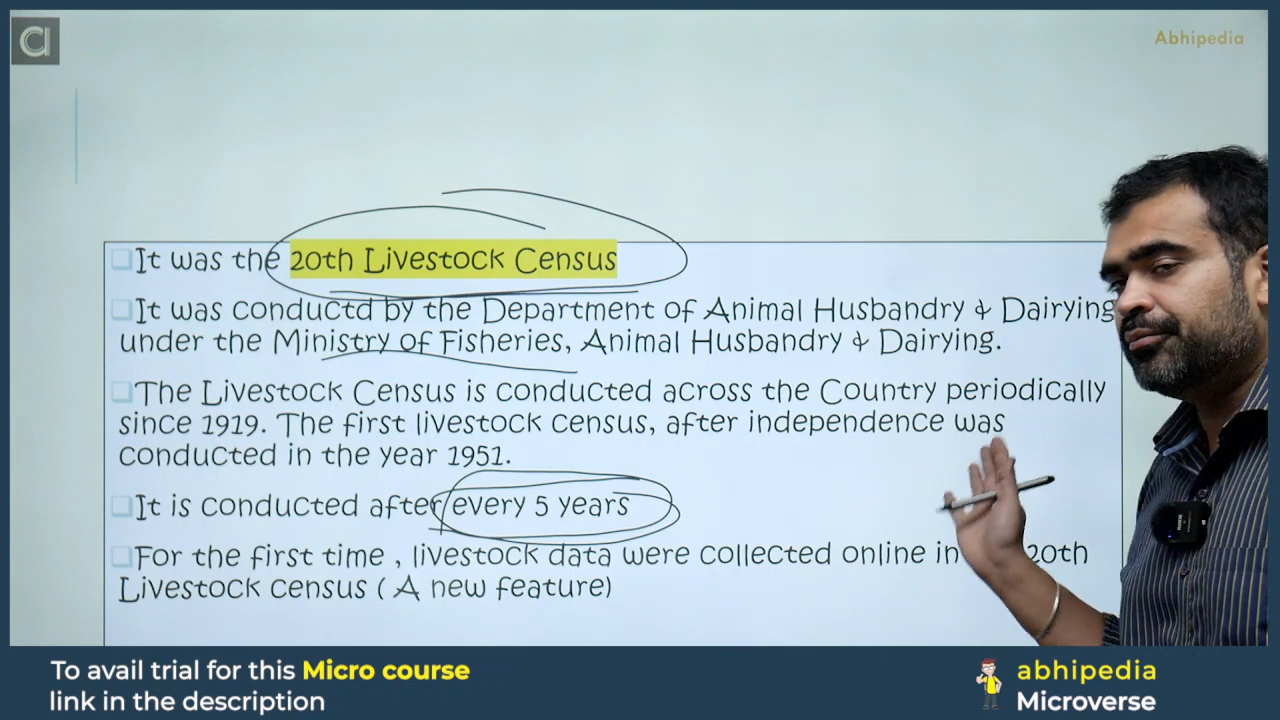 Abhipedia
It was the 20th Livestock Census
It was conductd by the Department of Animal Husbandry & Dairying
under the Ministry of Fisheries, Animal Husbandry & Dairying.
The Livestock Census is conducted across the Country periodically
since 1919. The first livestock census, after independence was
conducted in the year 1951.
It is conducted after every 5 years
For the first time , livestock data were collected online in 20th
Livestock census ( A new feature)
To avail trial for this Micro course
link in the description
abhipedia
Microverse